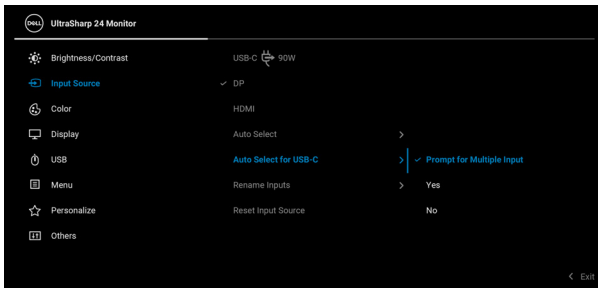 DELL UltraSharp 24 Monitor
Brightness/Contrast
Input Source
Color
Display
USB
Menu
Personalize
Others
USB-C 90W
DP
HDMI
Auto Select
Auto Select for USB-C
Rename Inputs
Reset Input Source
Prompt for Multiple Input
Yes
No
Exit